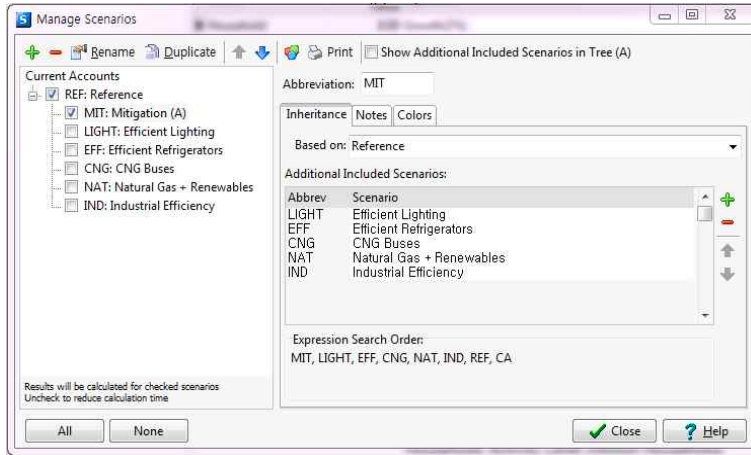 Manage Scenarios
Rename Duplicate Print Show Additional Included Scenarios in Tree (A)
Current Accounts
REF: Reference
MIT: Mitigation (A)
LIGHT: Efficient Lighting
EFF: Efficient Refrigerators
CNG: CNG Buses
NAT: Natural Gas + Renewables
IND: Industrial Efficiency
Results will be calculated for checked scenarios
Uncheck to reduce calculation time
Abbreviation: MIT
Inheritance Notes Colors
Based on: Reference
Additional Included Scenarios:
Abbrev Scenario
LIGHT Efficient Lighting
EFF Efficient Refrigerators
CNG CNG Buses
NAT Natural Gas + Renewables
IND Industrial Efficiency
Expression Search Order:
MIT, LIGHT, EFF, CNG, NAT, IND, REF, CA
All None Close Help